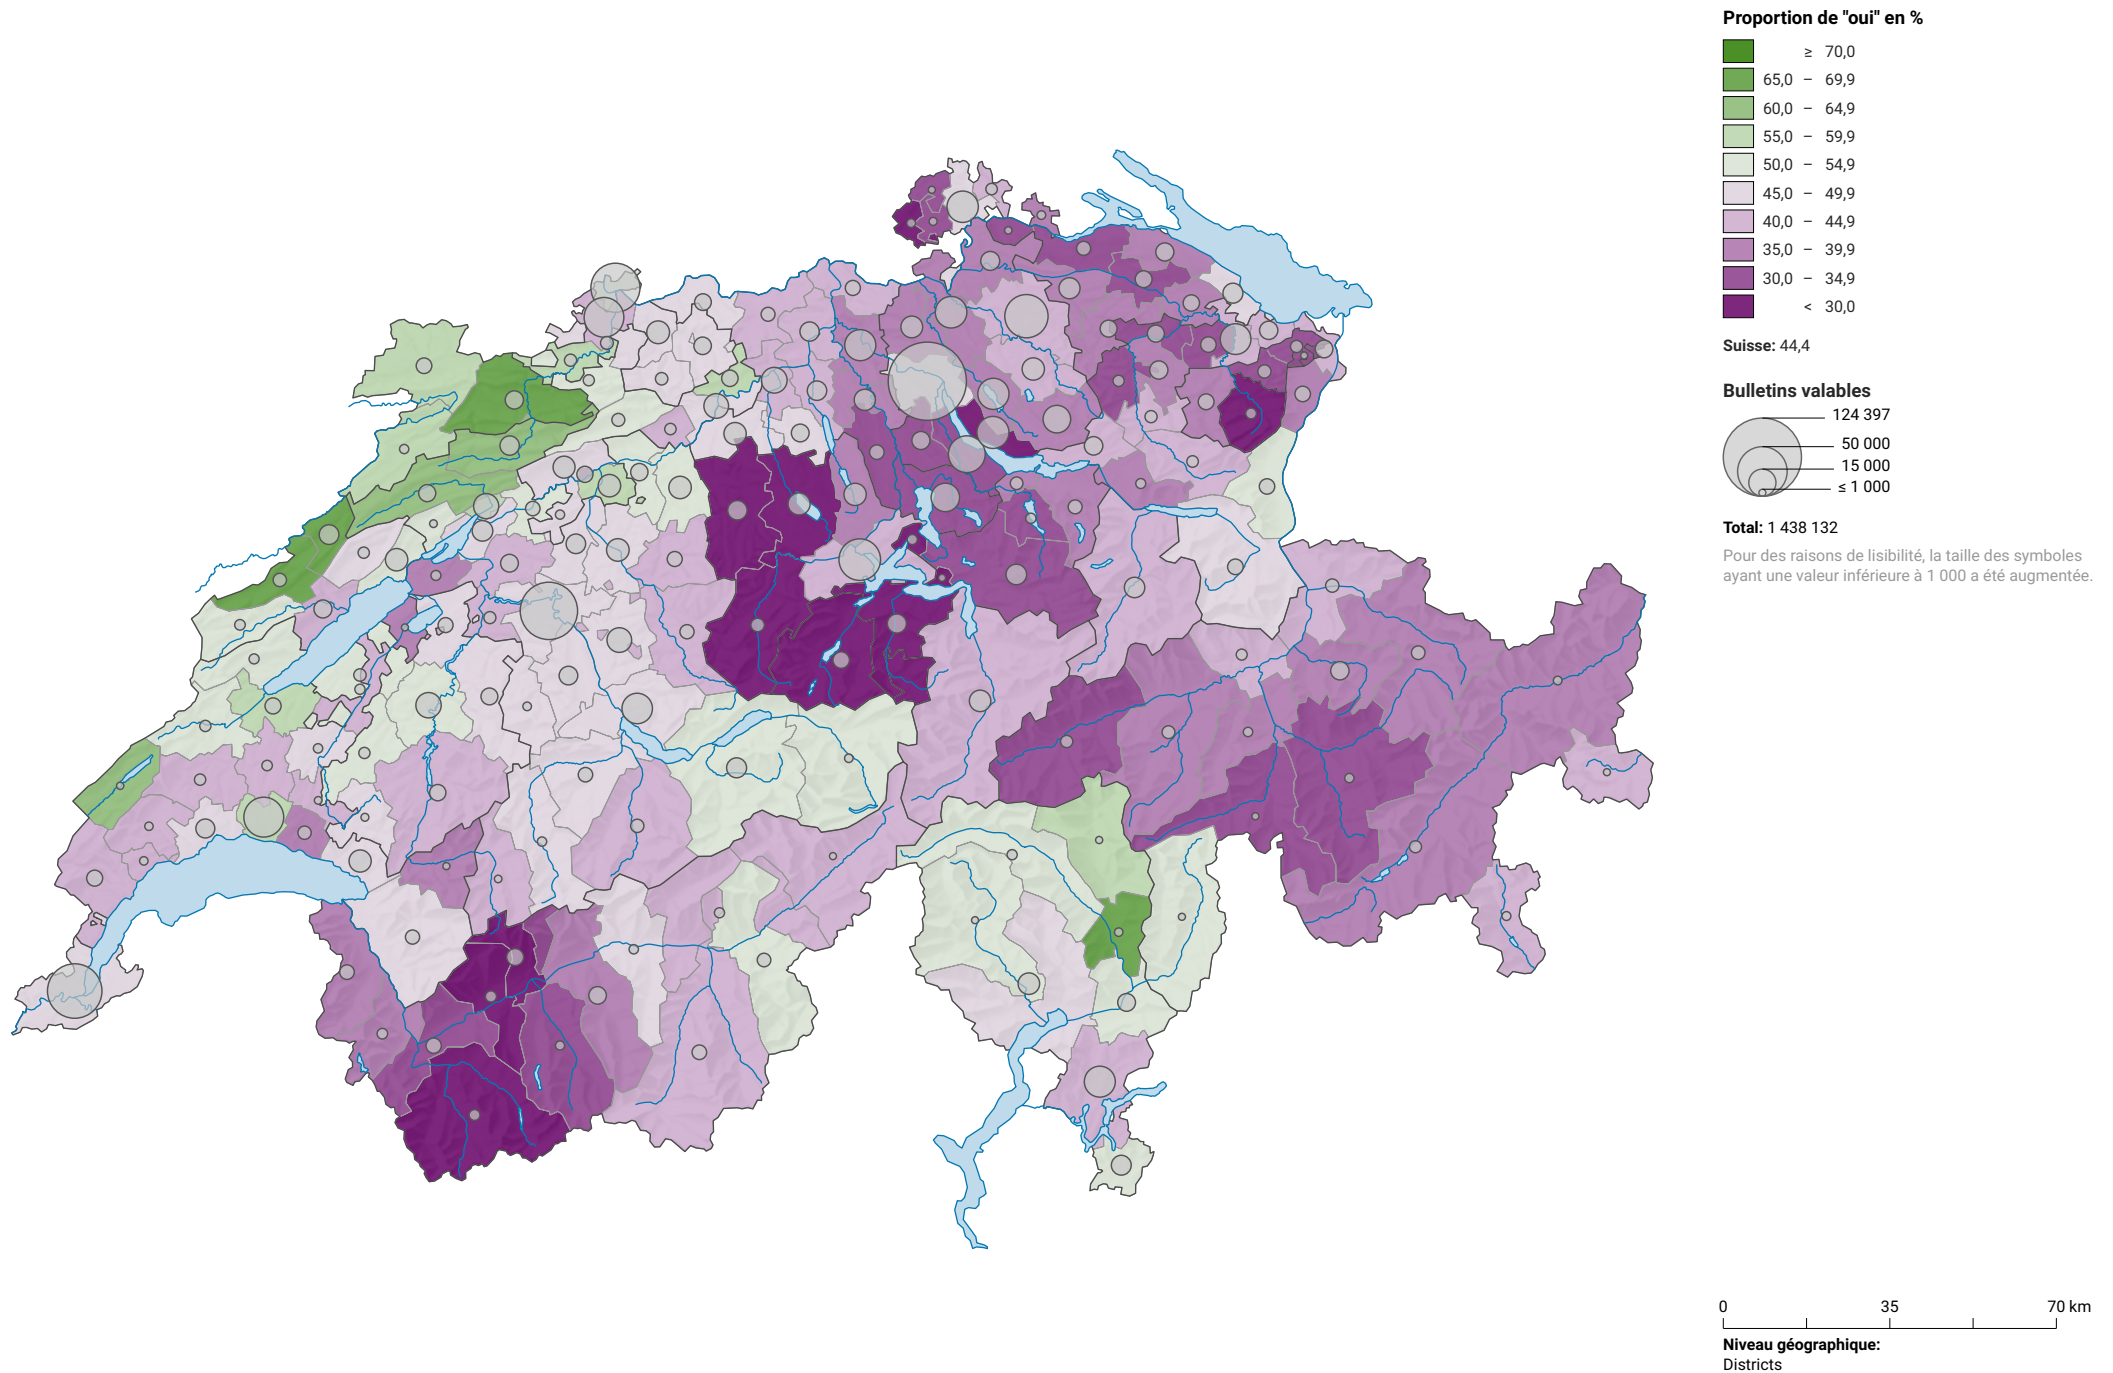 Proportion de "oui" en %
≥ 70,0
65,0 – 69,9
60,0 – 64,9
55,0 – 59,9
50,0 – 54,9
45,0 – 49,9
40,0 – 44,9
35,0 – 39,9
30,0 – 34,9
< 30,0
Suisse: 44,4
Bulletins valables
124 397
50 000
15 000
≤ 1 000
Total: 1 438 132
Pour des raisons de lisibilité, la taille des symboles
ayant une valeur inférieure à 1 000 a été augmentée.
0 35 70 km
Niveau géographique:
Districts